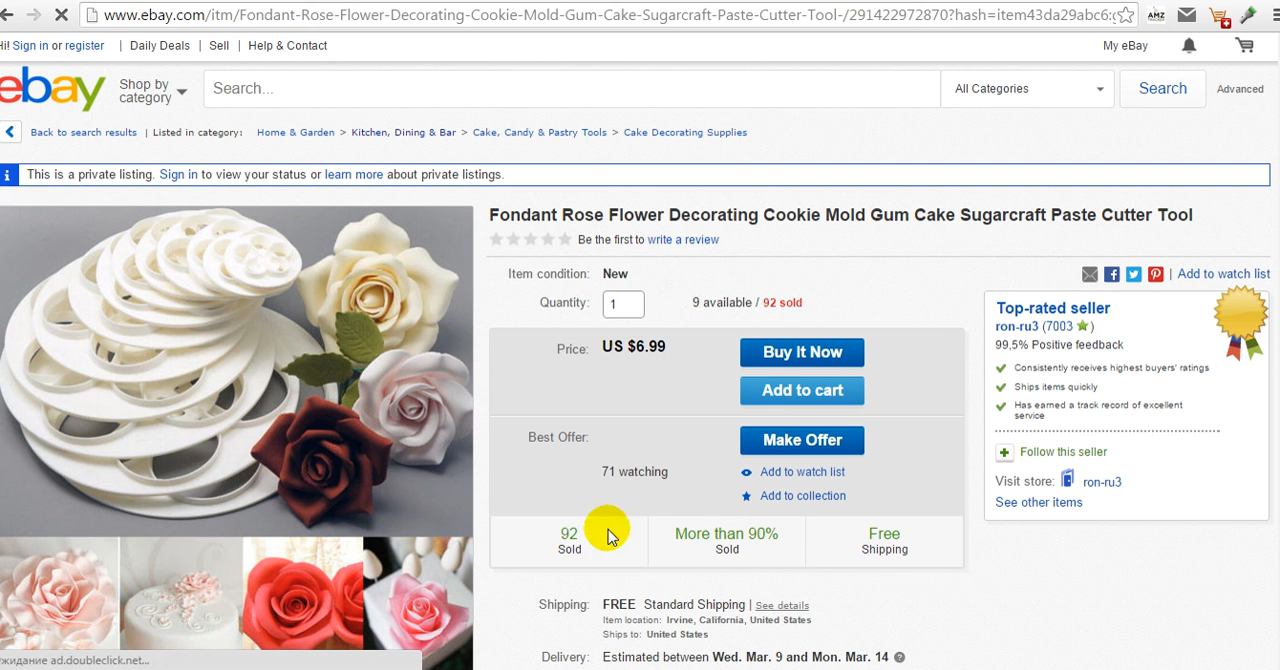 www.ebay.com/itm/Fondant-Rose-Flower-Decorating-Cookie-Mold-Gum-Cake-Sugarcraft-Paste-Cutter-Tool-/291422972870?hash=item43da29abc6:
AMZ
Hi! Sign in or register | Daily Deals | Sell | Help & Contact
My eBay
ebay
Shop by category
Search...
All Categories
Search
Advanced
Back to search results | Listed in category: Home & Garden > Kitchen, Dining & Bar > Cake, Candy & Pastry Tools > Cake Decorating Supplies
This is a private listing. Sign in to view your status or learn more about private listings.
Fondant Rose Flower Decorating Cookie Mold Gum Cake Sugarcraft Paste Cutter Tool
Be the first to write a review
Item condition: New
| Add to watch list
Quantity: 1 9 available / 92 sold
Price: US $6.99
Buy It Now
Add to cart
Best Offer:
Make Offer
71 watching
Add to watch list
Add to collection
92 Sold
More than 90% Sold
Free Shipping
Shipping: FREE Standard Shipping | See details
Item location: Irvine, California, United States
Ships to: United States
Delivery: Estimated between Wed. Mar. 9 and Mon. Mar. 14 ?
Top-rated seller
ron-ru3 (7003 )
99,5% Positive feedback
Consistently receives highest buyers' ratings
Ships items quickly
Has earned a track record of excellent
service
Follow this seller
Visit store: ron-ru3
See other items
жидание ad.doubleclick.net...